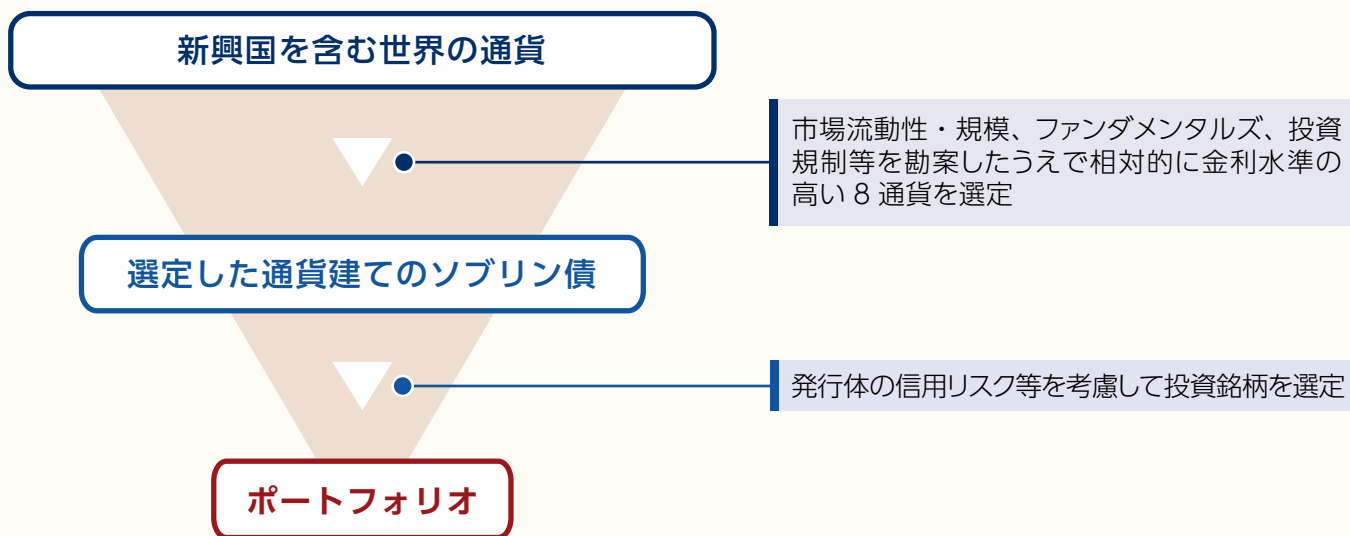 新興国を含む世界の通貨
市場流動性・規模、ファンダメンタルズ、投資
規制等を勘案したうえで相対的に金利水準の
高い 8 通貨を選定
選定した通貨建てのソブリン債
発行体の信用リスク等を考慮して投資銘柄を選定
ポートフォリオ